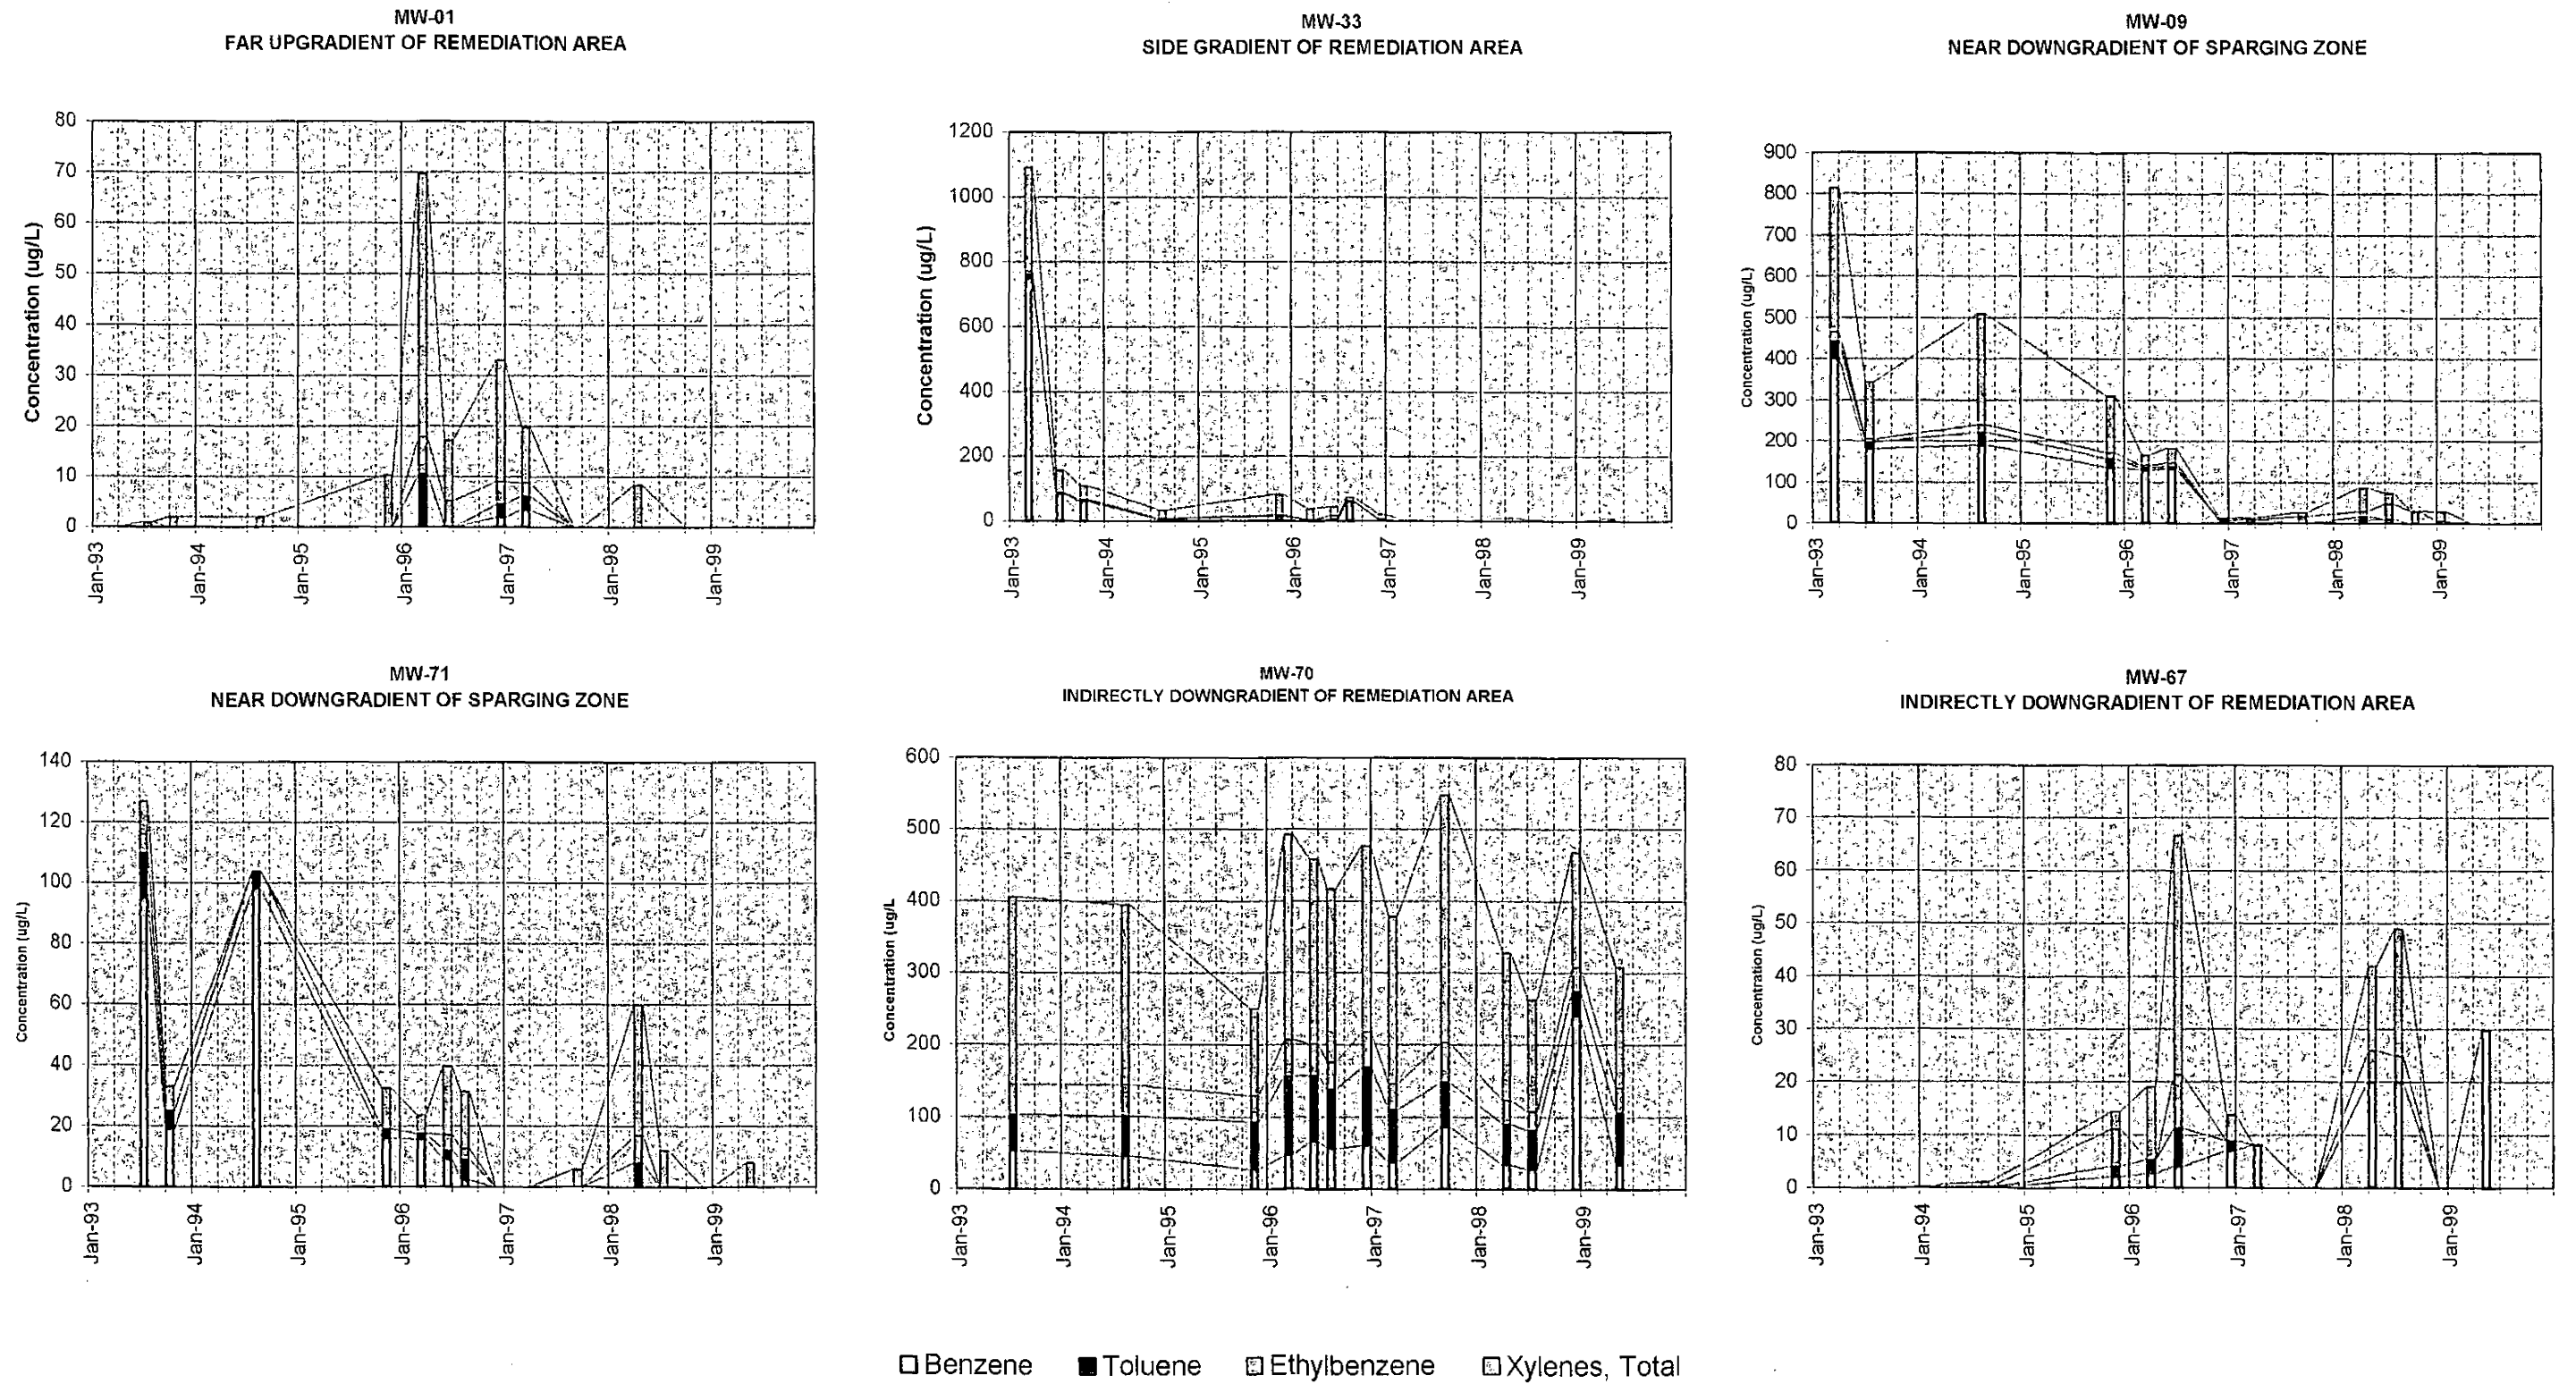 MW-01
FAR UPGRADIENT OF REMEDIATION AREA
Concentration (ug/L)
80
70
60
50
40
30
20
10
0
Jan-93
Jan-94
Jan-95
Jan-96
Jan-97
Jan-98
Jan-99
MW-33
SIDE GRADIENT OF REMEDIATION AREA
Concentration (ug/L)
1200
1000
800
600
400
200
0
Jan-93
Jan-94
Jan-95
Jan-96
Jan-97
Jan-98
Jan-99
MW-09
NEAR DOWNGRADIENT OF SPARGING ZONE
Concentration (ug/L)
900
800
700
600
500
400
300
200
100
0
Jan-93
Jan-94
Jan-95
Jan-96
Jan-97
Jan-98
Jan-99
MW-71
NEAR DOWNGRADIENT OF SPARGING ZONE
Concentration (ug/L)
140
120
100
80
60
40
20
0
Jan-93
Jan-94
Jan-95
Jan-96
Jan-97
Jan-98
Jan-99
MW-70
INDIRECTLY DOWNGRADIENT OF REMEDIATION AREA
Concentration (ug/L
600
500
400
300
200
100
0
Jan-93
Jan-94
Jan-95
Jan-96
Jan-97
Jan-98
Jan-99
MW-67
INDIRECTLY DOWNGRADIENT OF REMEDIATION AREA
Concentration (ug/L)
80
70
60
50
40
30
20
10
0
Jan-93
Jan-94
Jan-95
Jan-96
Jan-97
Jan-98
Jan-99
Benzene Toluene Ethylbenzene Xylenes, Total